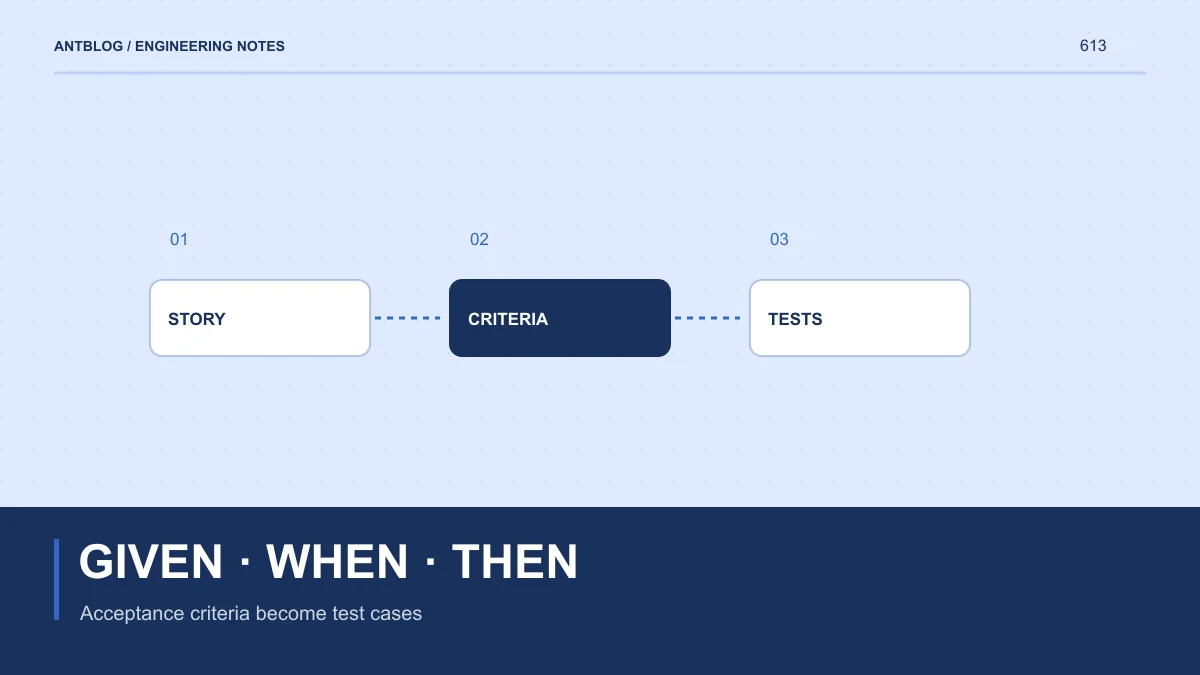 ANTBLOG / ENGINEERING NOTES
613
01
02
03
STORY
CRITERIA
TESTS
GIVEN · WHEN · THEN
Acceptance criteria become test cases